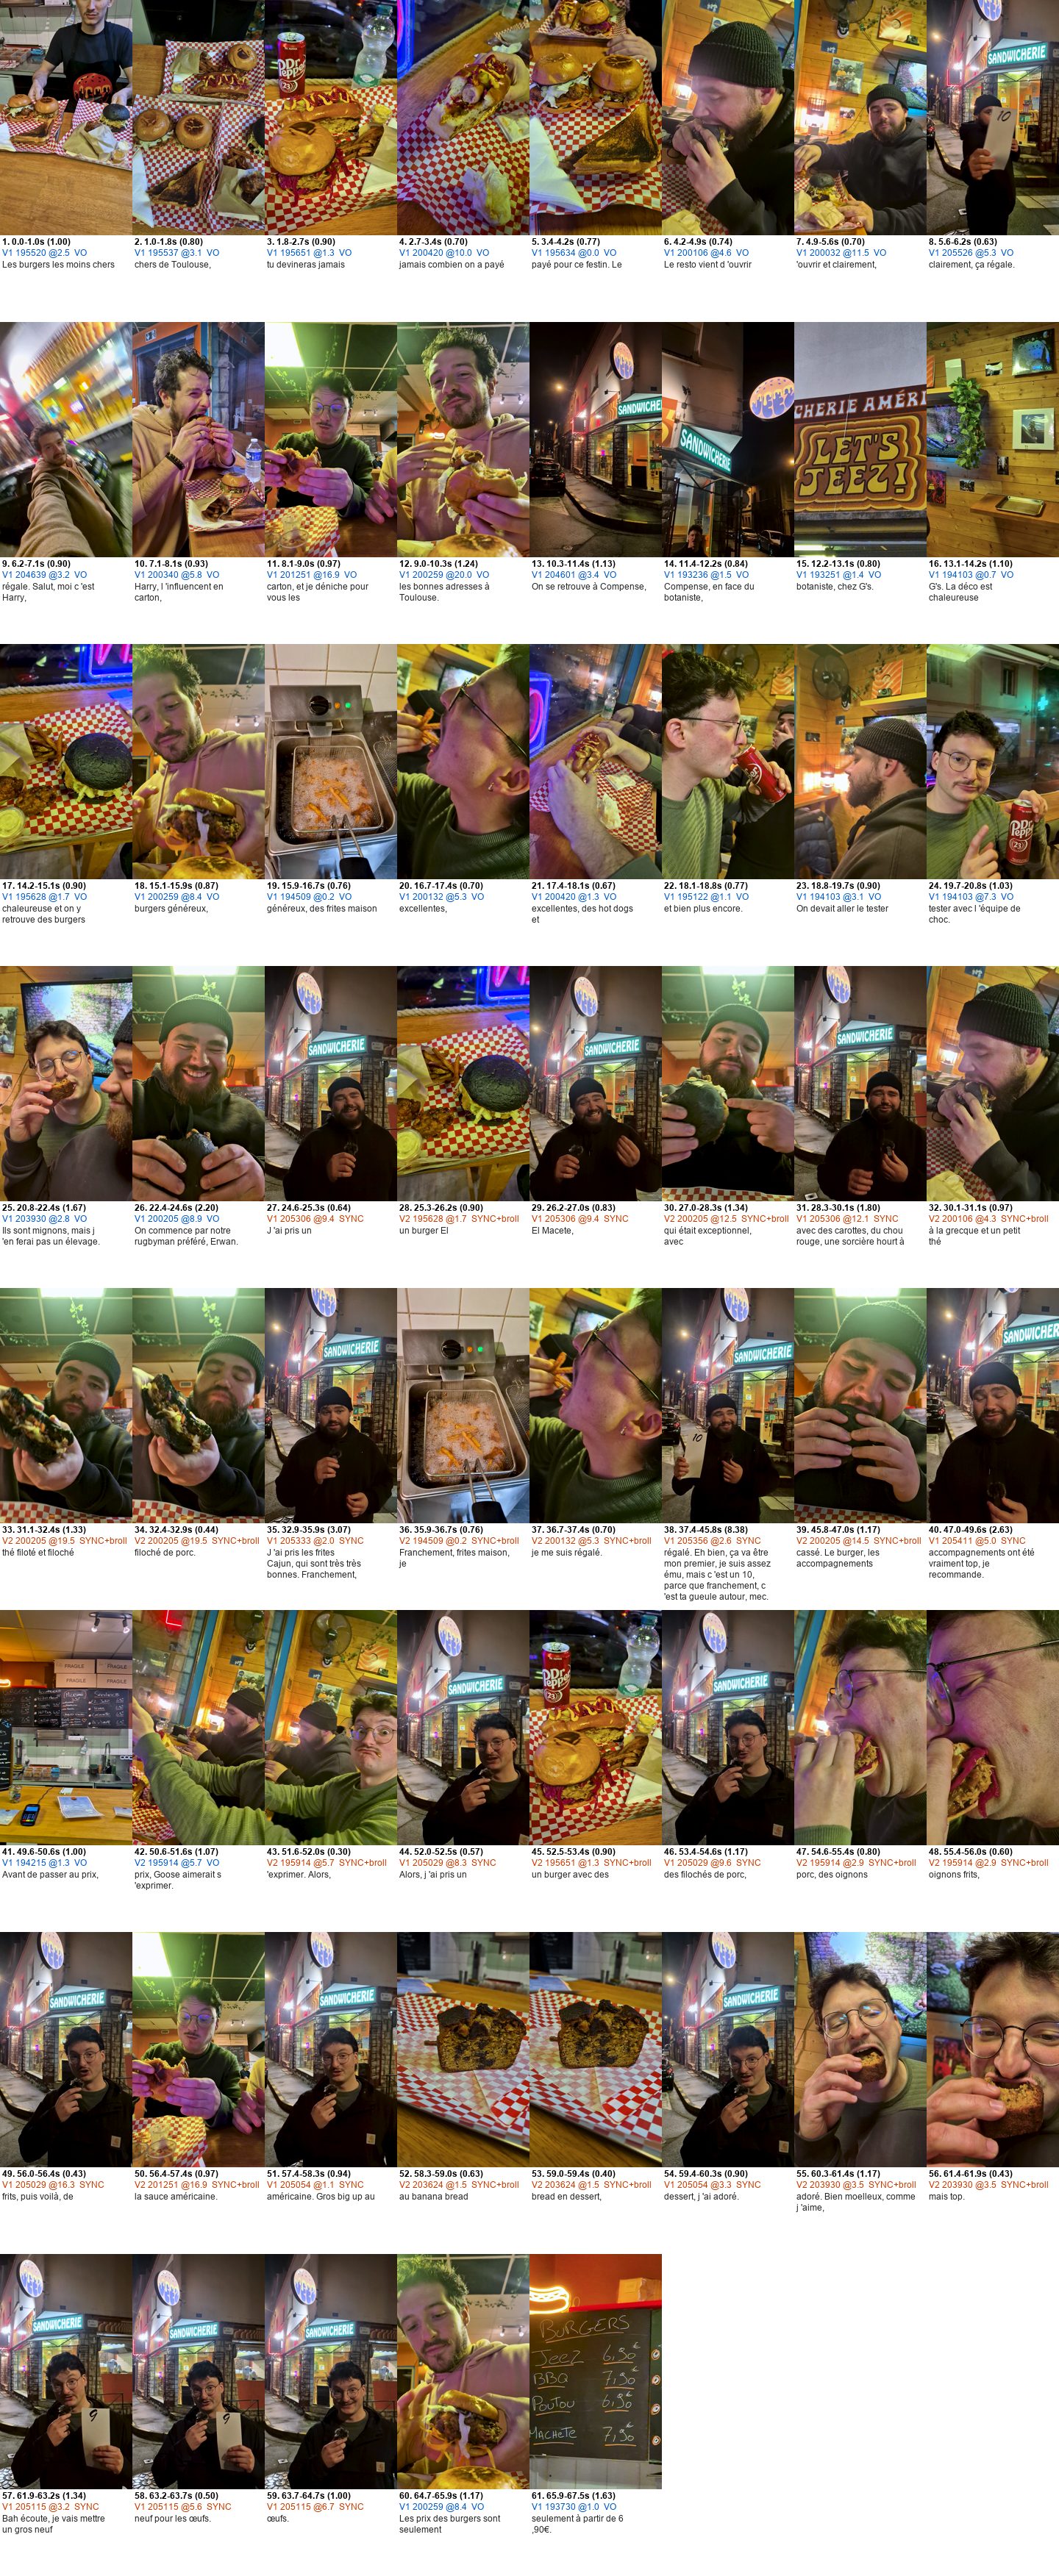 DR Pepper
23
SANDWICHERIE
10
1. 0.0-1.0s (1.00)
V1 195520 @2.5 VO
Les burgers les moins chers
2. 1.0-1.8s (0.80)
V1 195537 @3.1 VO
chers de Toulouse,
3. 1.8-2.7s (0.90)
V1 195651 @1.3 VO
tu devineras jamais
4. 2.7-3.4s (0.70)
V1 200420 @10.0 VO
jamais combien on a payé
5. 3.4-4.2s (0.77)
V1 195634 @0.0 VO
payé pour ce festin. Le
6. 4.2-4.9s (0.74)
V1 200106 @4.6 VO
Le resto vient d 'ouvrir
7. 4.9-5.6s (0.70)
V1 200032 @11.5 VO
'ouvrir et clairement,
8. 5.6-6.2s (0.63)
V1 205526 @5.3 VO
clairement, ça régale.
SANDWICHERIE
SANDWICHERIE
CHERIE AMÉRI
LET'S
JEEZ!
9. 6.2-7.1s (0.90)
V1 204639 @3.2 VO
régale. Salut, moi c 'est
Harry,
10. 7.1-8.1s (0.93)
V1 200340 @5.8 VO
Harry, l 'influencent en
carton,
11. 8.1-9.0s (0.97)
V1 201251 @16.9 VO
carton, et je déniche pour
vous les
12. 9.0-10.3s (1.24)
V1 200259 @20.0 VO
les bonnes adresses à
Toulouse.
13. 10.3-11.4s (1.13)
V1 204601 @3.4 VO
On se retrouve à Compense,
14. 11.4-12.2s (0.84)
V1 193236 @1.5 VO
Compense, en face du
botaniste,
15. 12.2-13.1s (0.80)
V1 193251 @1.4 VO
botaniste, chez G's.
16. 13.1-14.2s (1.10)
V1 194103 @0.7 VO
G's. La déco est
chaleureuse
DR Pepper
23
17. 14.2-15.1s (0.90)
V1 195628 @1.7 VO
chaleureuse et on y
retrouve des burgers
18. 15.1-15.9s (0.87)
V1 200259 @8.4 VO
burgers généreux,
19. 15.9-16.7s (0.76)
V1 194509 @0.2 VO
généreux, des frites maison
20. 16.7-17.4s (0.70)
V1 200132 @5.3 VO
excellentes,
21. 17.4-18.1s (0.67)
V1 200420 @1.3 VO
excellentes, des hot dogs
et
22. 18.1-18.8s (0.77)
V1 195122 @1.1 VO
et bien plus encore.
23. 18.8-19.7s (0.90)
V1 194103 @3.1 VO
On devait aller le tester
24. 19.7-20.8s (1.03)
V1 194103 @7.3 VO
tester avec l 'équipe de
choc.
SANDWICHERIE
SANDWICHERIE
SANDWICHERIE
25. 20.8-22.4s (1.67)
V1 203930 @2.8 VO
Ils sont mignons, mais j
'en ferai pas un élevage.
26. 22.4-24.6s (2.20)
V1 200205 @8.9 VO
On commence par notre
rugbyman préféré, Erwan.
27. 24.6-25.3s (0.64)
V1 205306 @9.4 SYNC
J 'ai pris un
28. 25.3-26.2s (0.90)
V2 195628 @1.7 SYNC+broll
un burger El
29. 26.2-27.0s (0.83)
V1 205306 @9.4 SYNC
El Macete,
30. 27.0-28.3s (1.34)
V2 200205 @12.5 SYNC+broll
qui était exceptionnel,
avec
31. 28.3-30.1s (1.80)
V1 205306 @12.1 SYNC
avec des carottes, du chou
rouge, une sorcière hourt à
32. 30.1-31.1s (0.97)
V2 200106 @4.3 SYNC+broll
à la grecque et un petit
thé
SANDWICHERIE
10
SANDWICHERIE
SANDWICHERIE
33. 31.1-32.4s (1.33)
V2 200205 @19.5 SYNC+broll
thé filoté et filoché
34. 32.4-32.9s (0.44)
V2 200205 @19.5 SYNC+broll
filoché de porc.
35. 32.9-35.9s (3.07)
V1 205333 @2.0 SYNC
J 'ai pris les frites
Cajun, qui sont très très
bonnes. Franchement,
36. 35.9-36.7s (0.76)
V2 194509 @0.2 SYNC+broll
Franchement, frites maison,
je
37. 36.7-37.4s (0.70)
V2 200132 @5.3 SYNC+broll
je me suis régalé.
38. 37.4-45.8s (8.38)
V1 205356 @2.6 SYNC
régalé. Eh bien, ça va être
mon premier, je suis assez
ému, mais c 'est un 10,
parce que franchement, c
'est ta gueule autour, mec.
39. 45.8-47.0s (1.17)
V2 200205 @14.5 SYNC+broll
cassé. Le burger, les
accompagnements
40. 47.0-49.6s (2.63)
V1 205411 @5.0 SYNC
accompagnements ont été
vraiment top, je
recommande.
FRAGILE
FRAGILE
SANDWICHERIE
DR Pepper
SANDWICHERIE
41. 49.6-50.6s (1.00)
V1 194215 @1.3 VO
Avant de passer au prix,
42. 50.6-51.6s (1.07)
V2 195914 @5.7 VO
prix, Goose aimerait s
'exprimer.
43. 51.6-52.0s (0.30)
V2 195914 @5.7 SYNC+broll
'exprimer. Alors,
44. 52.0-52.5s (0.57)
V1 205029 @8.3 SYNC
Alors, j 'ai pris un
45. 52.5-53.4s (0.90)
V2 195651 @1.3 SYNC+broll
un burger avec des
46. 53.4-54.6s (1.17)
V1 205029 @9.6 SYNC
des filochés de porc,
47. 54.6-55.4s (0.80)
V2 195914 @2.9 SYNC+broll
porc, des oignons
48. 55.4-56.0s (0.60)
V2 195914 @2.9 SYNC+broll
oignons frits,
SANDWICHERIE
SANDWICHERIE
SANDWICHERIE
49. 56.0-56.4s (0.43)
V1 205029 @16.3 SYNC
frits, puis voilà, de
50. 56.4-57.4s (0.97)
V2 201251 @16.9 SYNC+broll
la sauce américaine.
51. 57.4-58.3s (0.94)
V1 205054 @1.1 SYNC
américaine. Gros big up au
52. 58.3-59.0s (0.63)
V2 203624 @1.5 SYNC+broll
au banana bread
53. 59.0-59.4s (0.40)
V2 203624 @1.5 SYNC+broll
bread en dessert,
54. 59.4-60.3s (0.90)
V1 205054 @3.3 SYNC
dessert, j 'ai adoré.
55. 60.3-61.4s (1.17)
V2 203930 @3.5 SYNC+broll
adoré. Bien moelleux, comme
j 'aime,
56. 61.4-61.9s (0.43)
V2 203930 @3.5 SYNC+broll
mais top.
SANDWICHERIE
9
SANDWICHERIE
9
SANDWICHERIE
BURGERS
Jeez 6,90€
BBQ 7,90€
Poutou 6,90€
Machete 7,90€
57. 61.9-63.2s (1.34)
V1 205115 @3.2 SYNC
Bah écoute, je vais mettre
un gros neuf
58. 63.2-63.7s (0.50)
V1 205115 @5.6 SYNC
neuf pour les œufs.
59. 63.7-64.7s (1.00)
V1 205115 @6.7 SYNC
œufs.
60. 64.7-65.9s (1.17)
V1 200259 @8.4 VO
Les prix des burgers sont
seulement
61. 65.9-67.5s (1.63)
V1 193730 @1.0 VO
seulement à partir de 6
,90€.